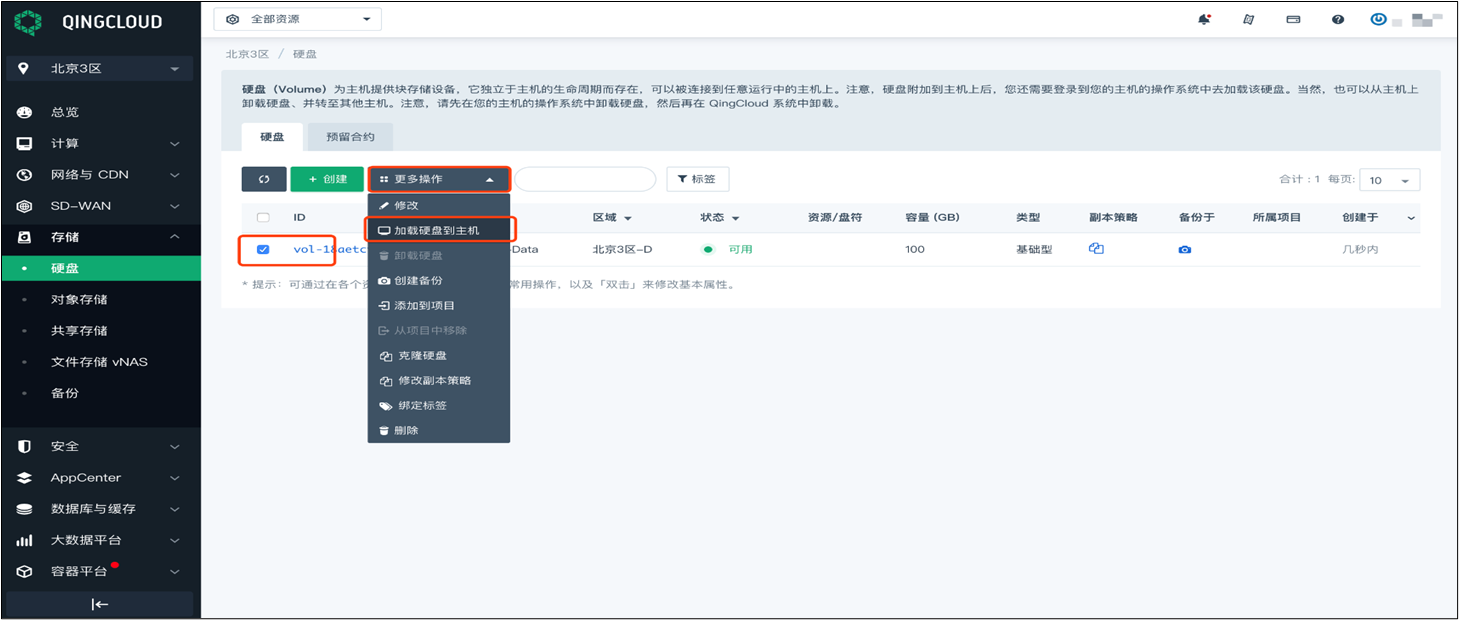 QINGCLOUD
全部资源
北京3区
总览
计算
网络与 CDN
SD-WAN
存储
硬盘
对象存储
共享存储
文件存储 vNAS
备份
安全
AppCenter
数据库与缓存
大数据平台
容器平台
北京3区 / 硬盘
硬盘（Volume）为主机提供块存储设备，它独立于主机的生命周期而存在，可以被连接到任意运行中的主机上。注意，硬盘附加到主机上后，您还需要登录到您的主机的操作系统中去加载该硬盘。当然，也可以从主机上
卸载硬盘、并转至其他主机。注意，请先在您的主机的操作系统中卸载硬盘，然后再在 QingCloud 系统中卸载。
硬盘 预留合约
+ 创建 更多操作 标签 合计：1 每页: 10
ID 区域 状态 资源/盘符 容量 (GB) 类型 副本策略 备份于 所属项目 创建于
Data 北京3区-D 可用 100 基础型 几秒内
* 提示：可通过在各个 常用操作，以及「双击」来修改基本属性。
修改
加载硬盘到主机
卸载硬盘
创建备份
添加到项目
从项目中移除
克隆硬盘
修改副本策略
绑定标签
删除